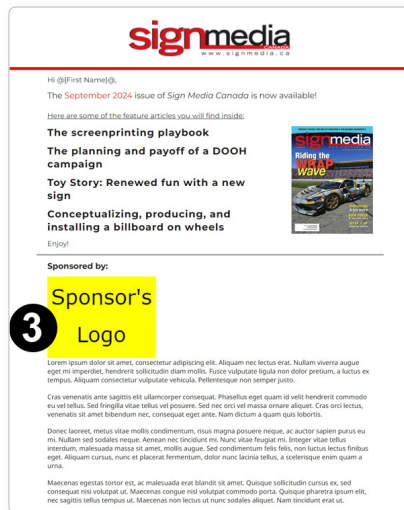 signmedia
CANADA
www.signmedia.ca
Hi @{First Name}@,
The September 2024 issue of Sign Media Canada is now available!
Here are some of the feature articles you will find inside:
The screenprinting playbook
The planning and payoff of a DOOH
campaign
Toy Story: Renewed fun with a new
sign
Conceptualizing, producing, and
installing a billboard on wheels
Enjoy!
signmedia
Riding the
WRAP
wave
Sponsored by:
Sponsor's
Logo
3
Lorem ipsum dolor sit amet, consectetur adipiscing elit. Aliquam nec lectus erat. Nullam viverra augue
eget mi imperdiet, hendrerit sollicitudin diam mollis. Fusce vulputate ligula non dolor pretium, a luctus ex
tempus. Aliquam consectetur vulputate vehicula. Pellentesque non semper justo.
Cras venenatis ante sagittis elit ullamcorper consequat. Phasellus eget quam id velit hendrerit commodo
eu vel tellus. Sed fringilla vitae tellus vel posuere. Sed nec orci vel massa ornare aliquet. Cras orci lectus,
venenatis sit amet bibendum nec, consequat eget ante. Nam dictum a quam quis lobortis.
Donec laoreet, metus vitae mollis condimentum, risus magna posuere neque, ac auctor sapien purus eu
mi. Nullam sed sodales neque. Aenean nec tincidunt mi. Nunc vitae feugiat mi. Integer vitae tellus
interdum, malesuada massa sit amet, mollis augue. Sed condimentum felis felis, non luctus lectus finibus
eget. Aliquam cursus, nunc et placerat fermentum, dolor nunc lacinia tellus, a scelerisque enim quam a
urna.
Maecenas egestas tortor est, ac malesuada erat blandit sit amet. Quisque sollicitudin cursus ex, sed
consequat nisi volutpat ut. Maecenas congue nisl volutpat commodo porta. Quisque pharetra ipsum elit,
nec sagittis tellus tempus ut. Maecenas non lectus ut nunc sodales aliquet. Nam tincidunt erat ut.